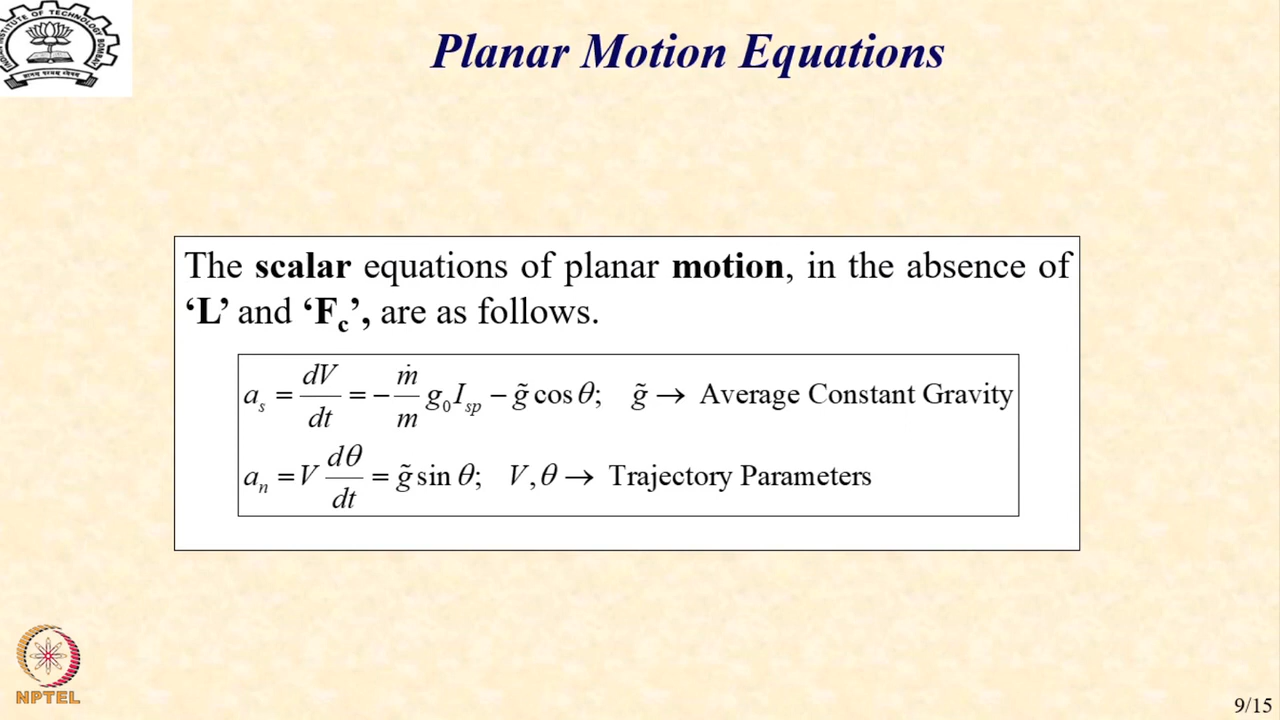 Planar Motion Equations
The scalar equations of planar motion, in the absence of
‘L’ and ‘F_c’, are as follows.
a_s = dV/dt = −ṁ/m g_0 I_sp − g̃ cos θ; g̃ → Average Constant Gravity
a_n = V dθ/dt = g̃ sin θ; V, θ → Trajectory Parameters
NPTEL
9/15